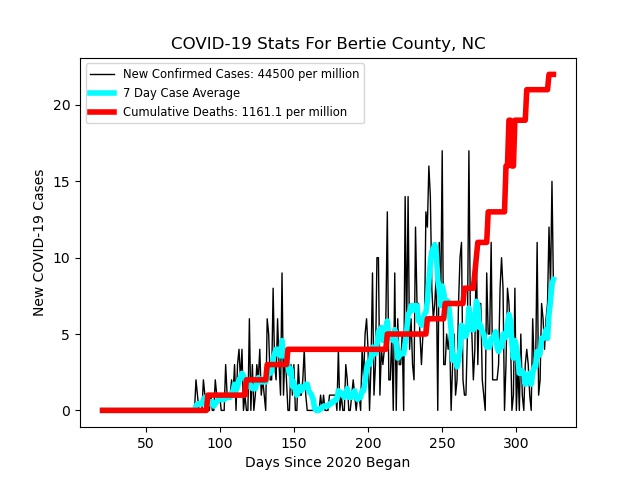 COVID-19 Stats For Bertie County, NC
New Confirmed Cases: 44500 per million
7 Day Case Average
Cumulative Deaths: 1161.1 per million
New COVID-19 Cases
20
15
10
5
0
50
100
150
200
250
300
Days Since 2020 Began